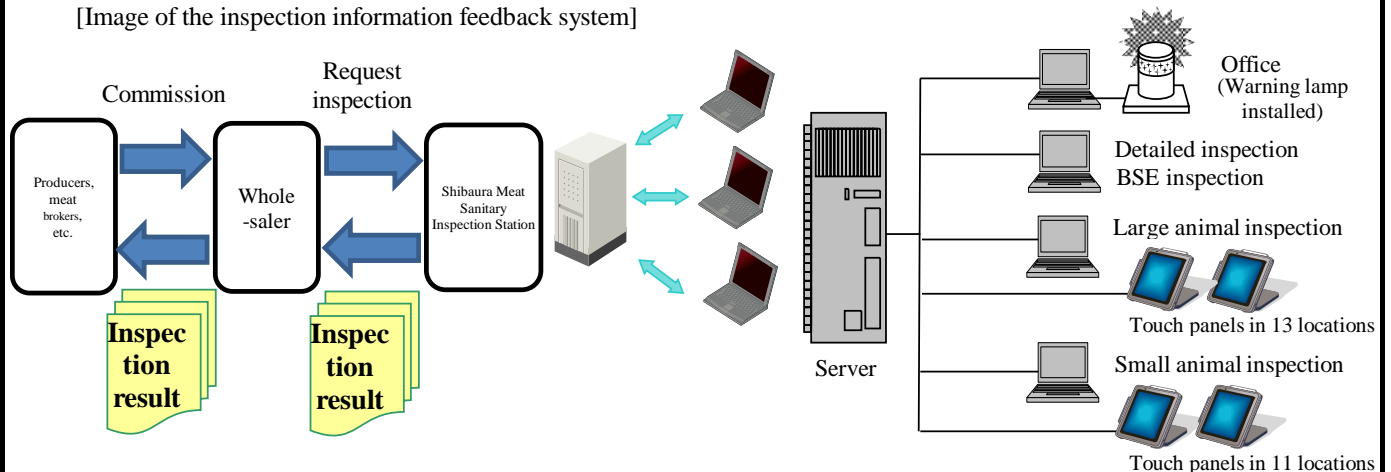 [Image of the inspection information feedback system]
Commission
Request
inspection
Producers,
meat
brokers,
etc.
Whole
-saler
Shibaura Meat
Sanitary
Inspection Station
Inspec
tion
result
Inspec
tion
result
Server
Office
(Warning lamp
installed)
Detailed inspection
BSE inspection
Large animal inspection
Touch panels in 13 locations
Small animal inspection
Touch panels in 11 locations